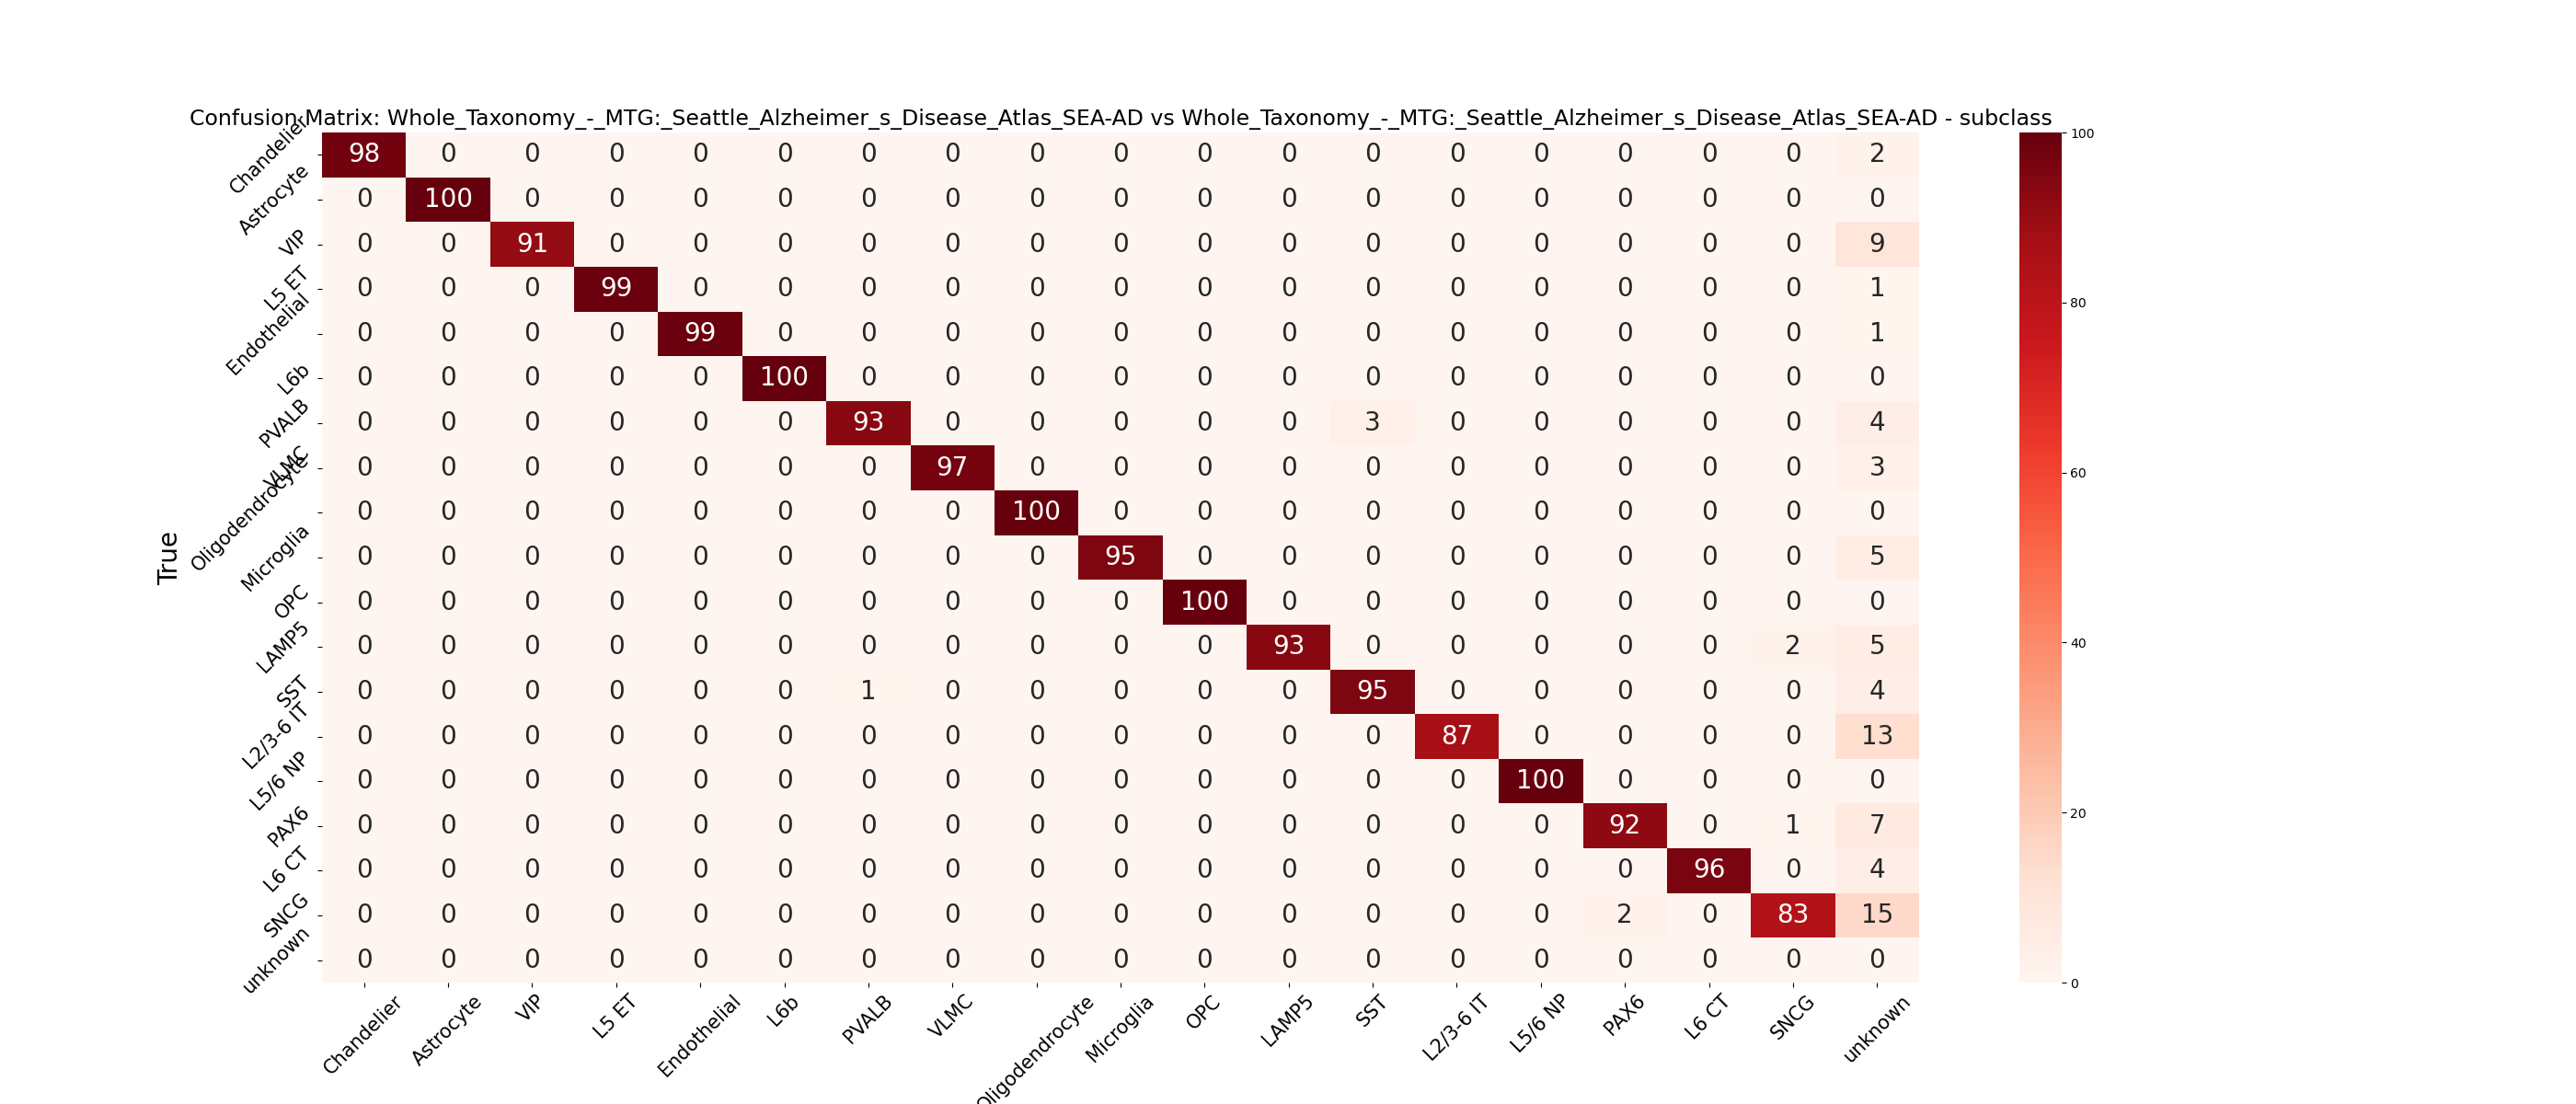 Confusion Matrix: Whole_Taxonomy_-_MTG:_Seattle_Alzheimer_s_Disease_Atlas_SEA-AD vs Whole_Taxonomy_-_MTG:_Seattle_Alzheimer_s_Disease_Atlas_SEA-AD - subclass
True
Chandelier 98 0 0 0 0 0 0 0 0 0 0 0 0 0 0 0 0 0 2
Astrocyte 0 100 0 0 0 0 0 0 0 0 0 0 0 0 0 0 0 0 0
VIP 0 0 91 0 0 0 0 0 0 0 0 0 0 0 0 0 0 0 9
L5 ET 0 0 0 99 0 0 0 0 0 0 0 0 0 0 0 0 0 0 1
Endothelial 0 0 0 0 99 0 0 0 0 0 0 0 0 0 0 0 0 0 1
L6b 0 0 0 0 0 100 0 0 0 0 0 0 0 0 0 0 0 0 0
PVALB 0 0 0 0 0 0 93 0 0 0 0 0 3 0 0 0 0 0 4
VLMC 0 0 0 0 0 0 0 97 0 0 0 0 0 0 0 0 0 0 3
Oligodendrocyte 0 0 0 0 0 0 0 0 100 0 0 0 0 0 0 0 0 0 0
Microglia 0 0 0 0 0 0 0 0 0 95 0 0 0 0 0 0 0 0 5
OPC 0 0 0 0 0 0 0 0 0 0 100 0 0 0 0 0 0 0 0
LAMP5 0 0 0 0 0 0 0 0 0 0 0 93 0 0 0 0 0 2 5
SST 0 0 0 0 0 0 1 0 0 0 0 0 95 0 0 0 0 0 4
L2/3-6 IT 0 0 0 0 0 0 0 0 0 0 0 0 0 87 0 0 0 0 13
L5/6 NP 0 0 0 0 0 0 0 0 0 0 0 0 0 0 100 0 0 0 0
PAX6 0 0 0 0 0 0 0 0 0 0 0 0 0 0 0 92 0 1 7
L6 CT 0 0 0 0 0 0 0 0 0 0 0 0 0 0 0 0 96 0 4
SNCG 0 0 0 0 0 0 0 0 0 0 0 0 0 0 0 2 0 83 15
unknown 0 0 0 0 0 0 0 0 0 0 0 0 0 0 0 0 0 0 0
Chandelier Astrocyte VIP L5 ET Endothelial L6b PVALB VLMC Oligodendrocyte Microglia OPC LAMP5 SST L2/3-6 IT L5/6 NP PAX6 L6 CT SNCG unknown
100
80
60
40
20
0